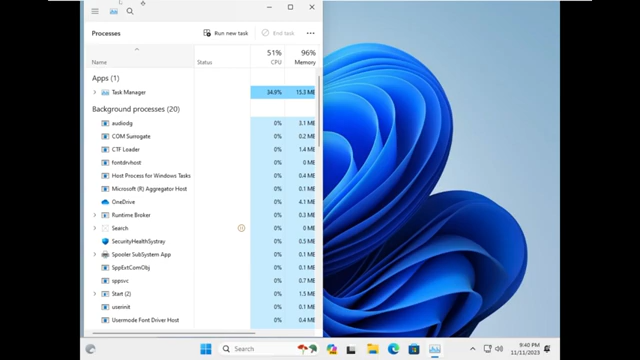 Processes
Run new task
End task
51% 96%
Name Status CPU Memory
Apps (1)
Task Manager 34.9% 15.3 MB
Background processes (20)
audiodg 0% 3.1 MB
COM Surrogate 0% 0.2 MB
CTF Loader 0% 1.4 MB
fontdrvhost 0% 0 MB
Host Process for Windows Tasks 0% 0.4 MB
Microsoft (R) Aggregator Host 0% 0.1 MB
OneDrive 0% 4.1 MB
Runtime Broker 0% 0.3 MB
Search 0% 0 MB
SecurityHealthSystray 0% 0.5 MB
Spooler SubSystem App 0% 0.1 MB
SppExtComObj 0% 0.1 MB
sppsvc 0% 0.7 MB
Start (2) 0% 1.5 MB
userinit 0% 0.1 MB
Usermode Font Driver Host 0% 0.4 MB
Search
9:40 PM
11/11/2023